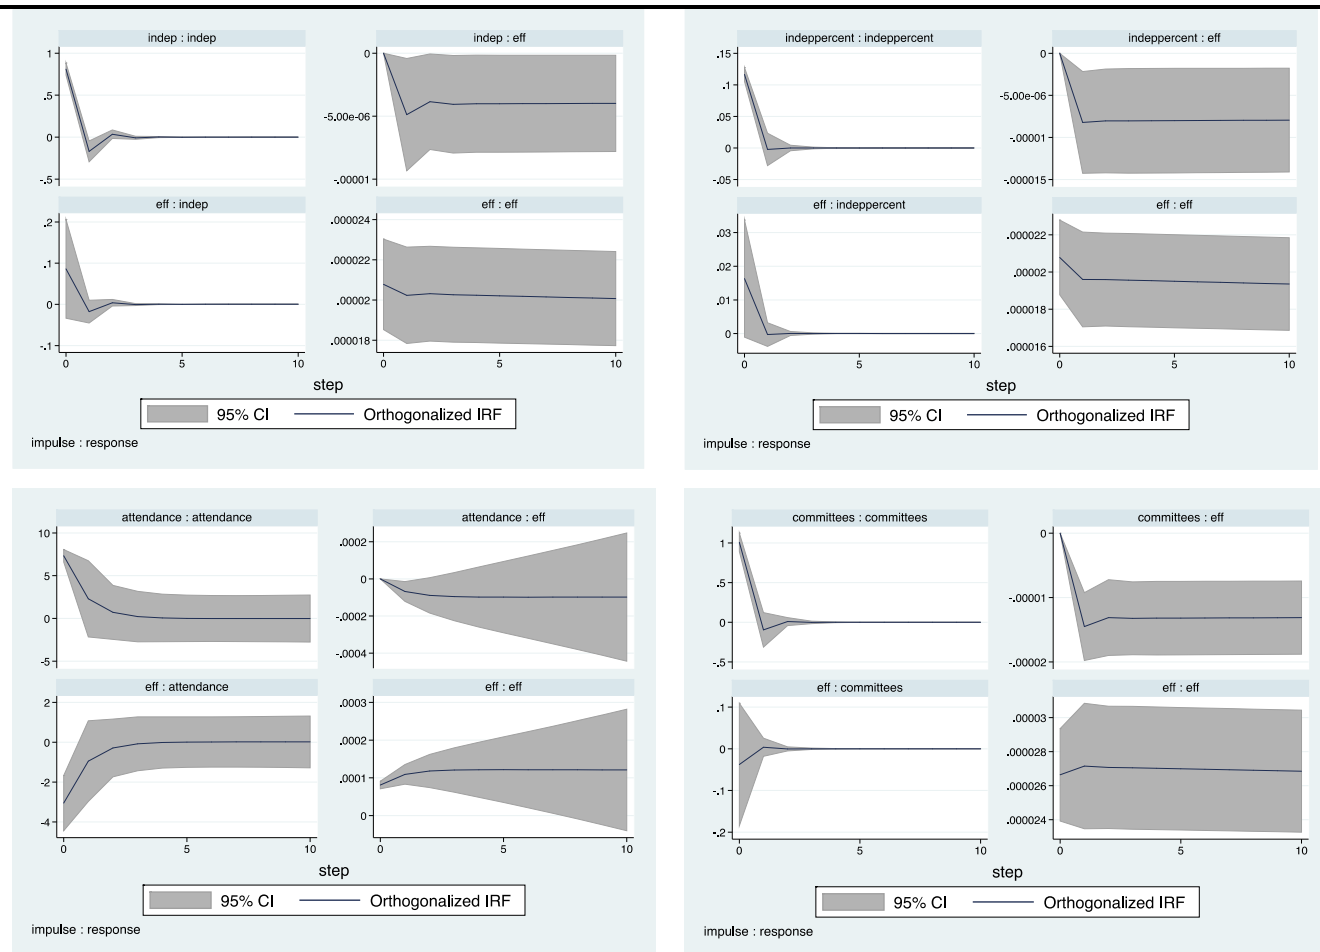 indep : indep
indep : eff
1
.5
0
-.5
0
-5.00e-06
-.00001
eff : indep
eff : eff
.2
.1
0
-.1
.000024
.000022
.00002
.000018
0 5 10 0 5 10
step
95% CI Orthogonalized IRF
impulse : response
indeppercent : indeppercent
indeppercent : eff
.15
.1
.05
0
-.05
0
-5.00e-06
-.00001
-.000015
eff : indeppercent
eff : eff
.03
.02
.01
0
.000022
.00002
.000018
.000016
0 5 10 0 5 10
step
95% CI Orthogonalized IRF
impulse : response
attendance : attendance
attendance : eff
10
5
0
-5
.0002
0
-.0002
-.0004
eff : attendance
eff : eff
2
0
-2
-4
.0003
.0002
.0001
0
0 5 10 0 5 10
step
95% CI Orthogonalized IRF
impulse : response
committees : committees
committees : eff
1
.5
0
-.5
0
-.00001
-.00002
eff : committees
eff : eff
.1
0
-.1
-.2
.00003
.000028
.000026
.000024
0 5 10 0 5 10
step
95% CI Orthogonalized IRF
impulse : response